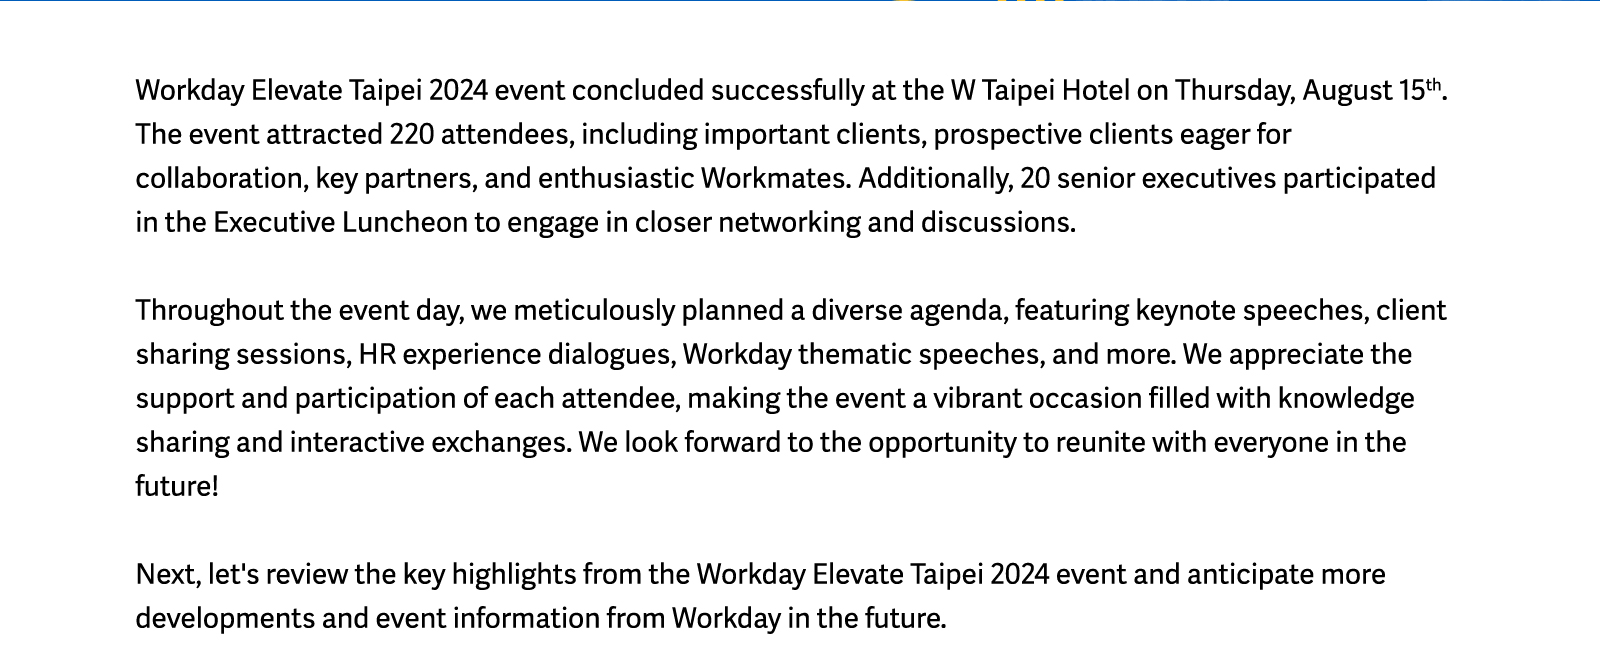 Workday Elevate Taipei 2024 event concluded successfully at the W Taipei Hotel on Thursday, August 15th.
The event attracted 220 attendees, including important clients, prospective clients eager for
collaboration, key partners, and enthusiastic Workmates. Additionally, 20 senior executives participated
in the Executive Luncheon to engage in closer networking and discussions.
Throughout the event day, we meticulously planned a diverse agenda, featuring keynote speeches, client
sharing sessions, HR experience dialogues, Workday thematic speeches, and more. We appreciate the
support and participation of each attendee, making the event a vibrant occasion filled with knowledge
sharing and interactive exchanges. We look forward to the opportunity to reunite with everyone in the
future!
Next, let's review the key highlights from the Workday Elevate Taipei 2024 event and anticipate more
developments and event information from Workday in the future.